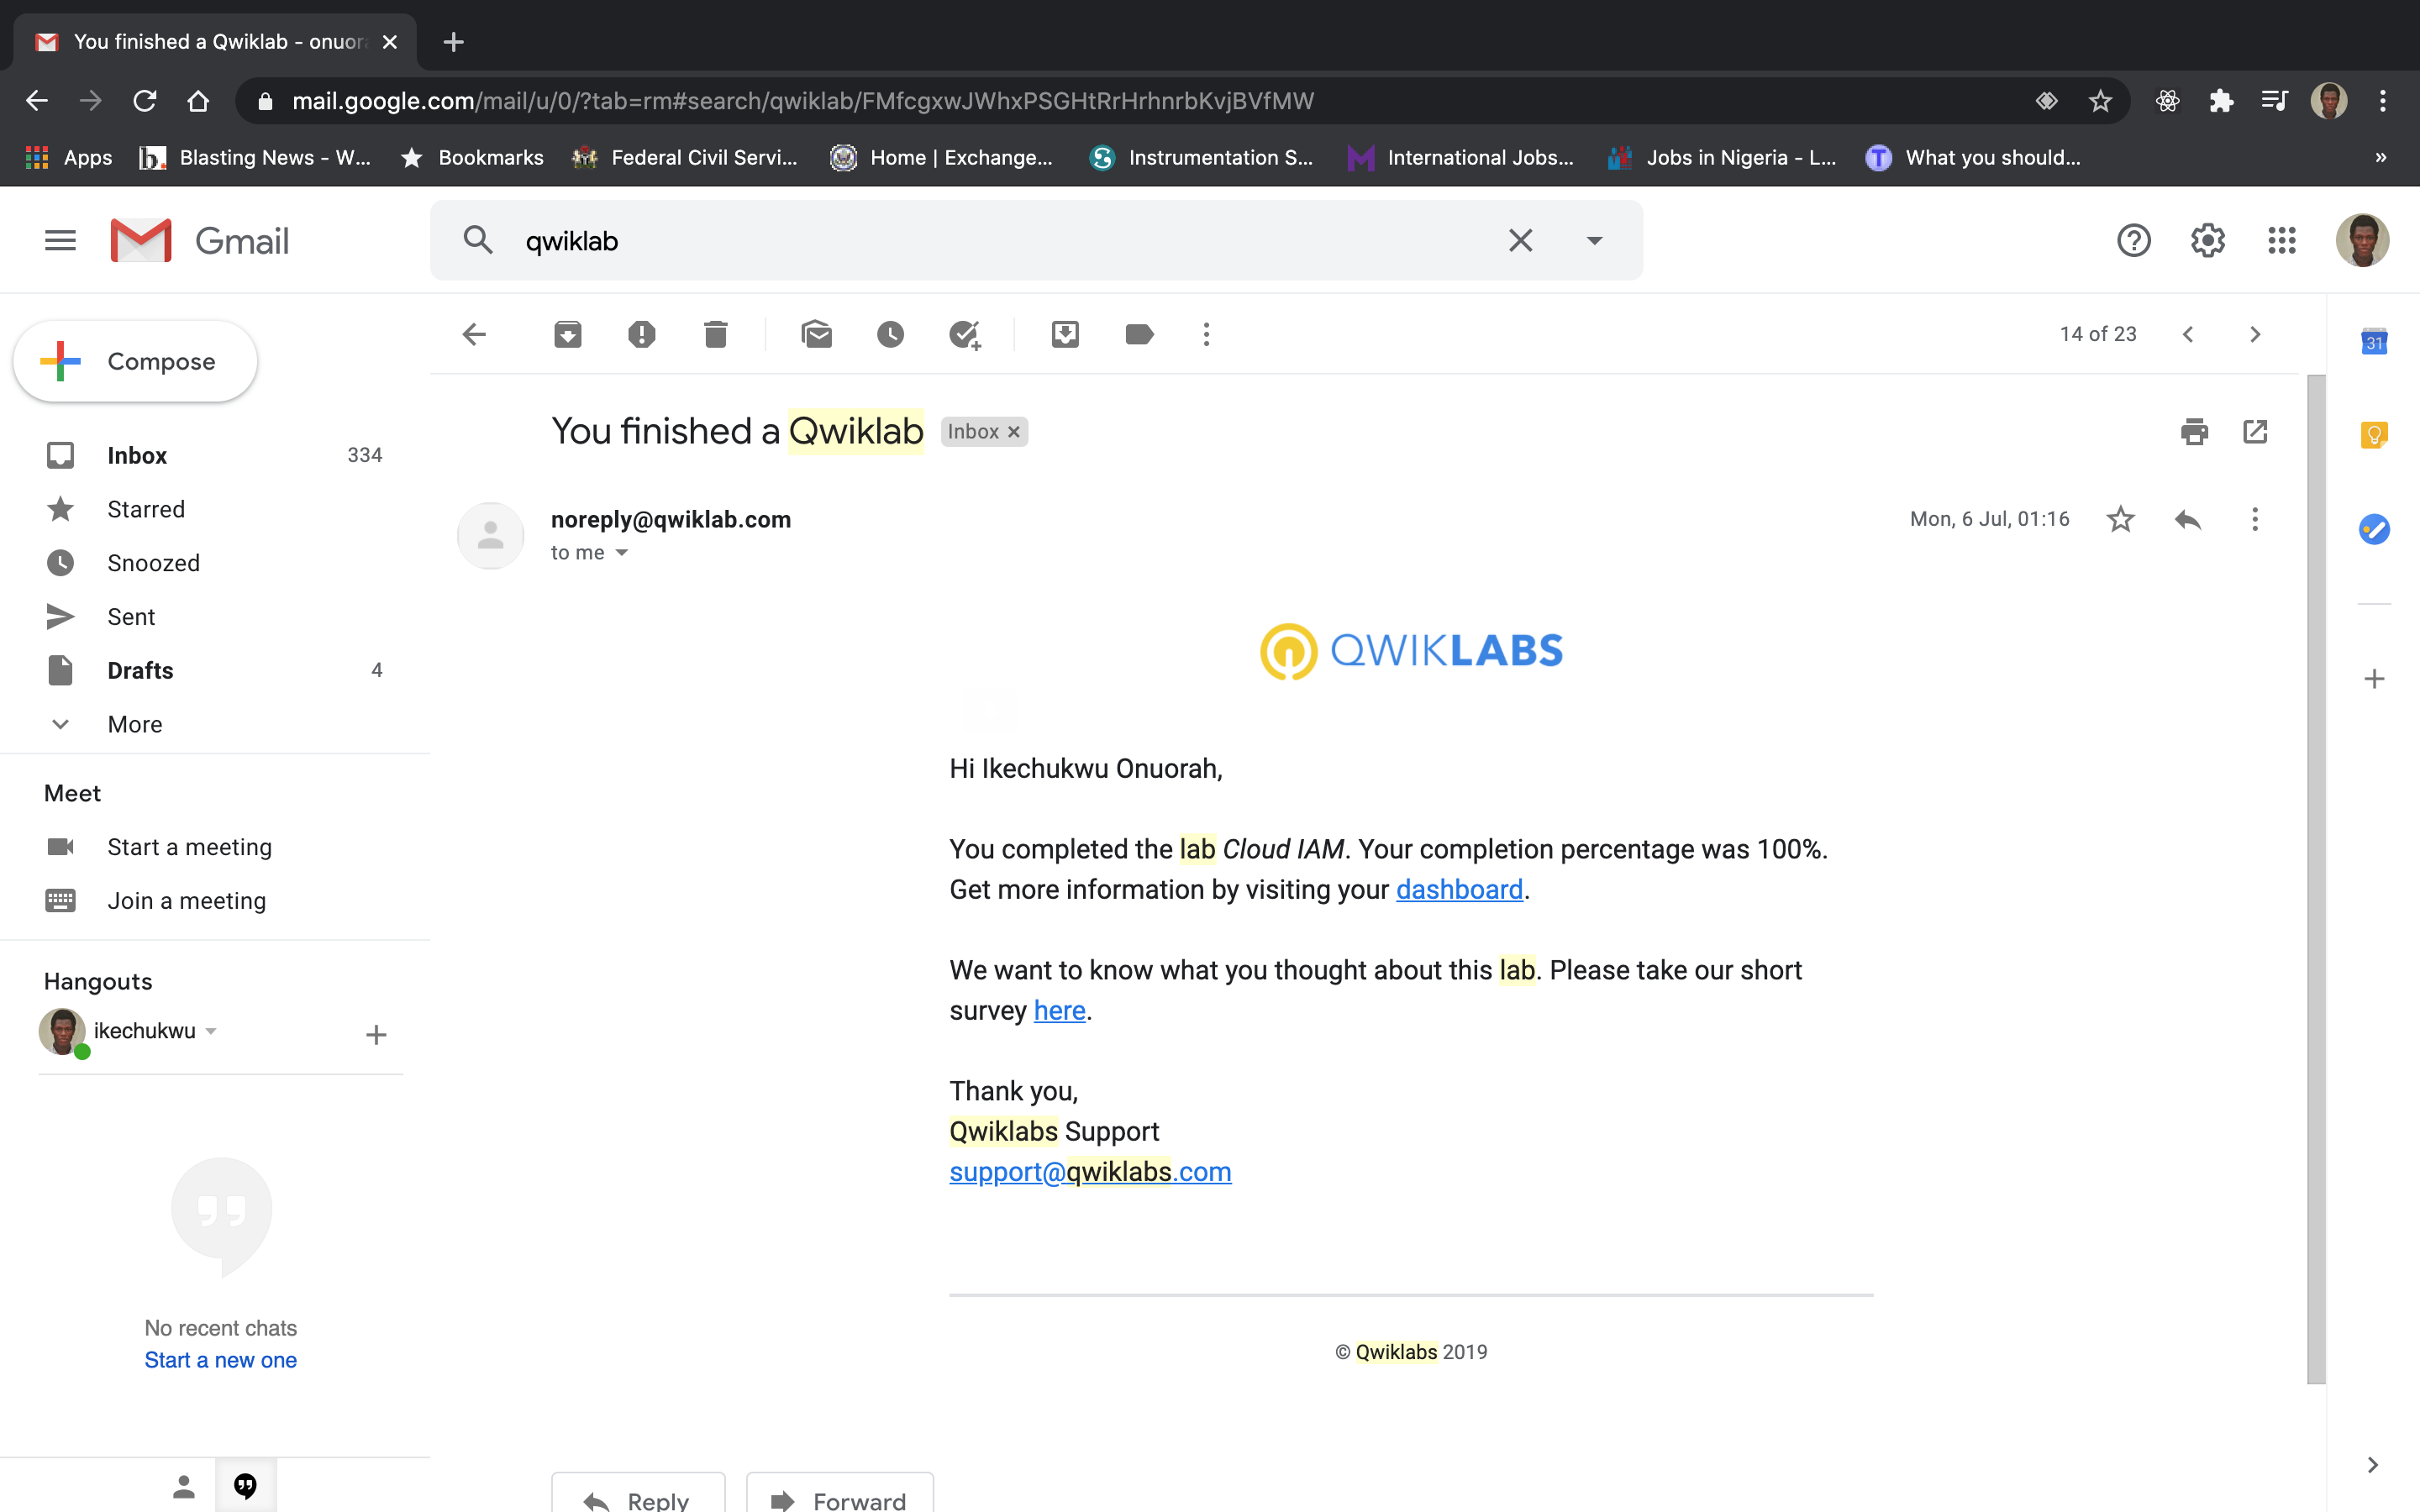 You finished a Qwiklab - onuor
mail.google.com/mail/u/0/?tab=rm#search/qwiklab/FMfcgxwJWhxPSGHtRrHrhnrbKvjBVfMW
Apps
Blasting News - W...
Bookmarks
Federal Civil Servi...
Home | Exchange...
Instrumentation S...
International Jobs...
Jobs in Nigeria - L...
What you should...
»
Gmail
qwiklab
Compose
14 of 23
31
You finished a Qwiklab
Inbox
Inbox 334
Starred
Snoozed
Sent
Drafts 4
More
noreply@qwiklab.com
to me
Mon, 6 Jul, 01:16
QWIKLABS
Meet
Start a meeting
Join a meeting
Hangouts
ikechukwu
No recent chats
Start a new one
Hi Ikechukwu Onuorah,
You completed the lab Cloud IAM. Your completion percentage was 100%.
Get more information by visiting your dashboard.
We want to know what you thought about this lab. Please take our short
survey here.
Thank you,
Qwiklabs Support
support@qwiklabs.com
© Qwiklabs 2019
Reply
Forward